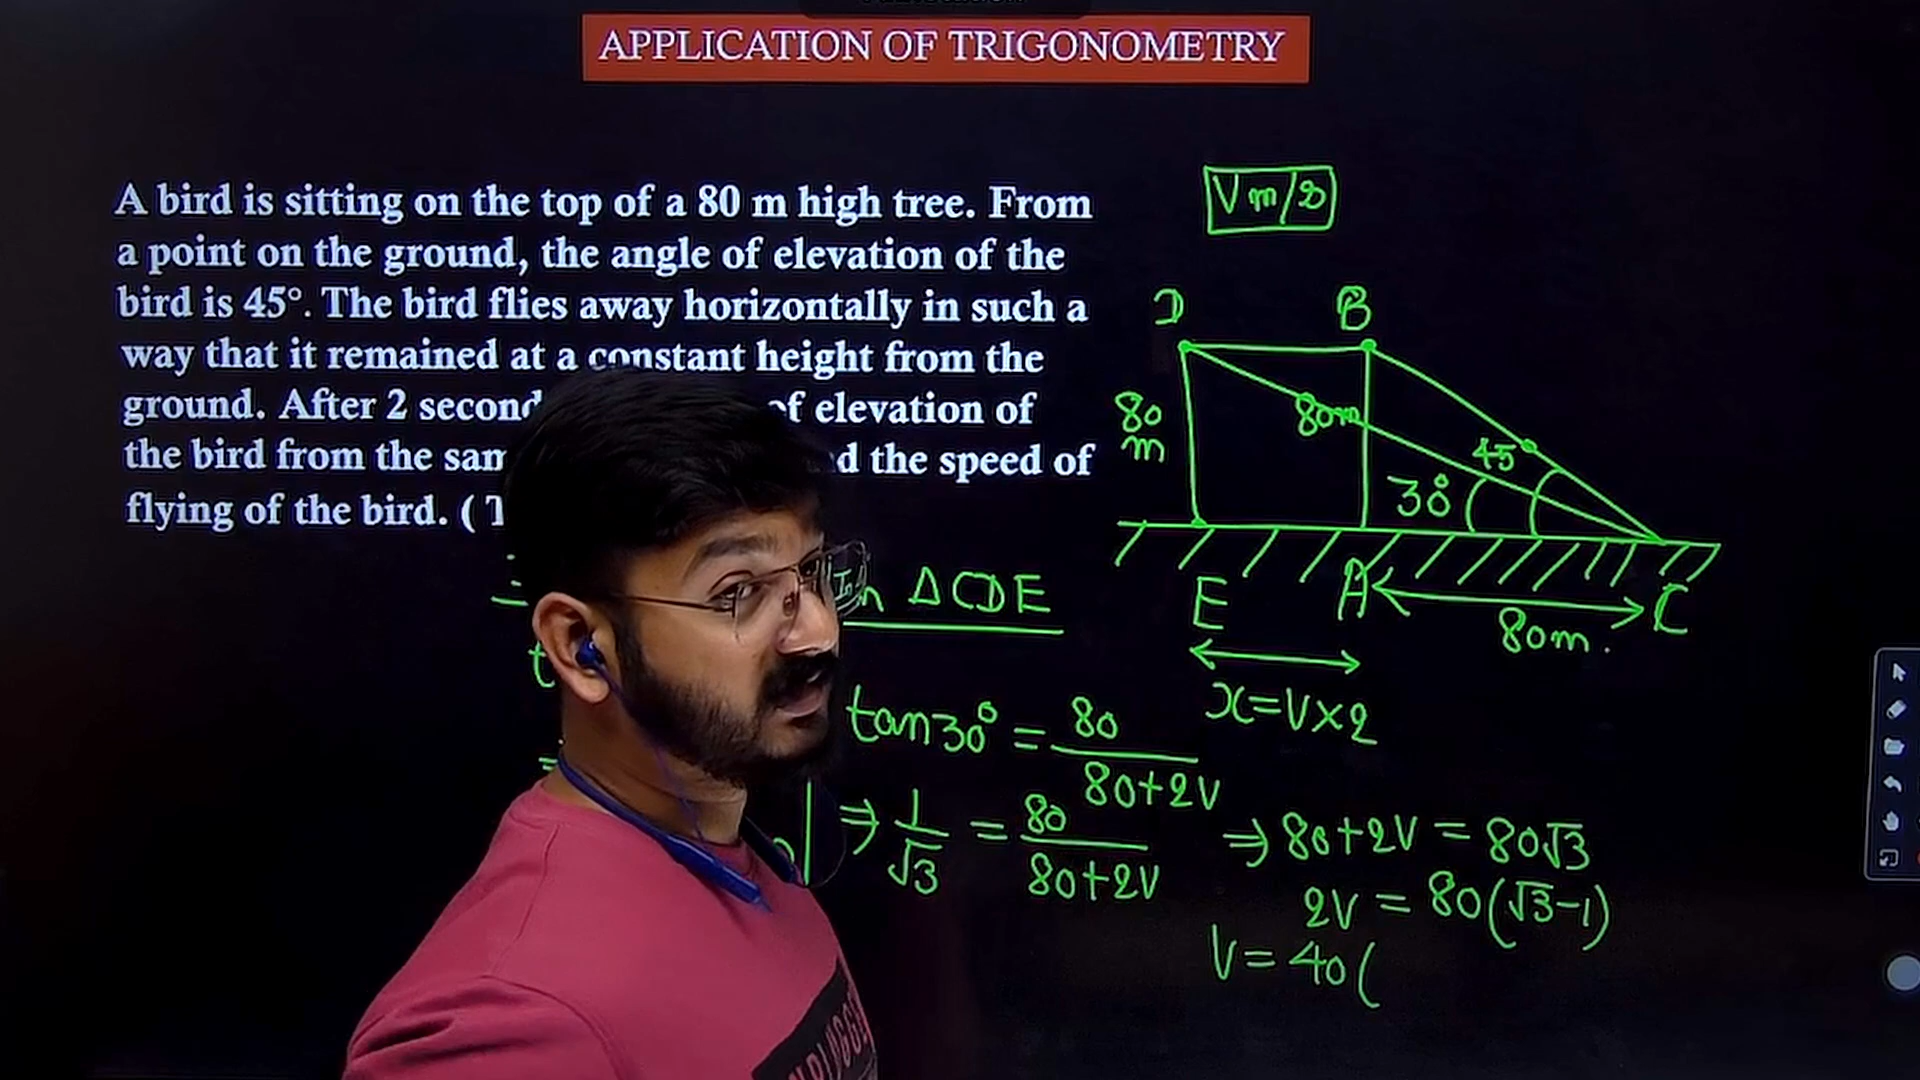 APPLICATION OF TRIGONOMETRY
A bird is sitting on the top of a 80 m high tree. From
a point on the ground, the angle of elevation of the
bird is 45°. The bird flies away horizontally in such a
way that it remained at a constant height from the
ground. After 2 second of elevation of
the bird from the sam d the speed of
flying of the bird. ( T
V m/s
D B
80 m
80m
45
30°
E A C
80m.
x = V×2
In ΔCDE
tan30° = 80 / 80+2V
⇒ 1/√3 = 80 / 80+2V
⇒ 80+2V = 80√3
2V = 80(√3-1)
V = 40(